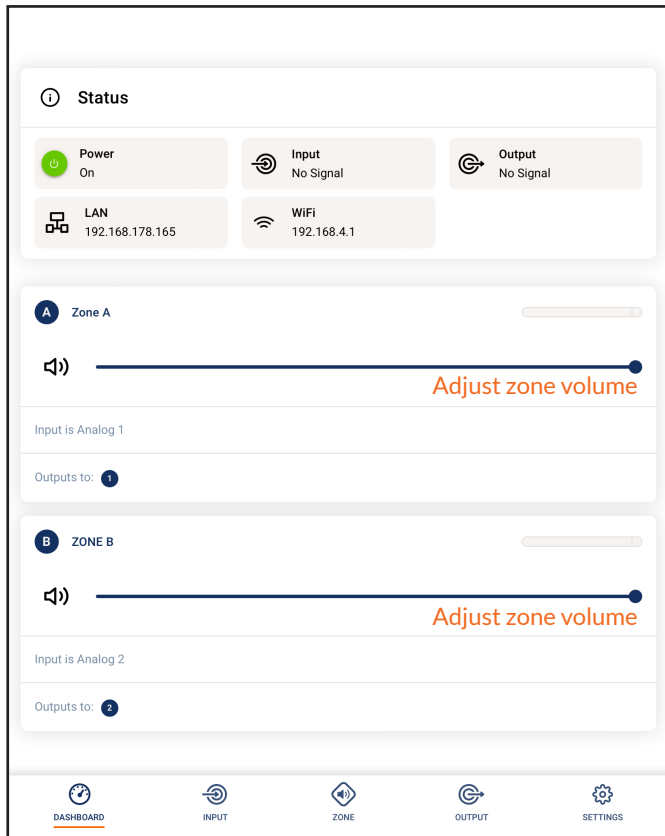 Status
Power
On
Input
No Signal
Output
No Signal
LAN
192.168.178.165
WiFi
192.168.4.1
A Zone A
Adjust zone volume
Input is Analog 1
Outputs to: 1
B ZONE B
Adjust zone volume
Input is Analog 2
Outputs to: 2
DASHBOARD INPUT ZONE OUTPUT SETTINGS